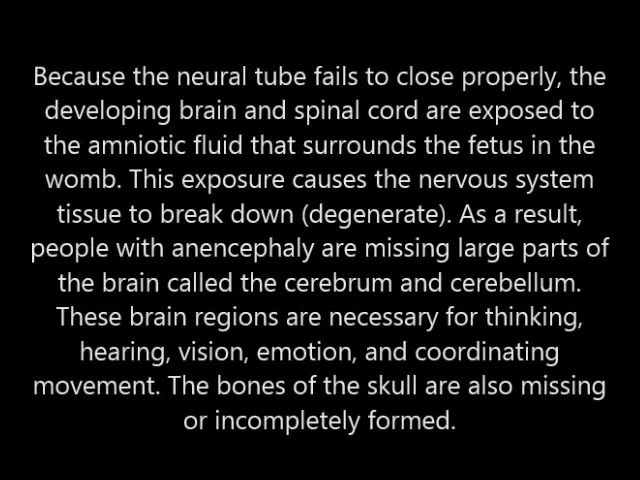 Because the neural tube fails to close properly, the
developing brain and spinal cord are exposed to
the amniotic fluid that surrounds the fetus in the
womb. This exposure causes the nervous system
tissue to break down (degenerate). As a result,
people with anencephaly are missing large parts of
the brain called the cerebrum and cerebellum.
These brain regions are necessary for thinking,
hearing, vision, emotion, and coordinating
movement. The bones of the skull are also missing
or incompletely formed.